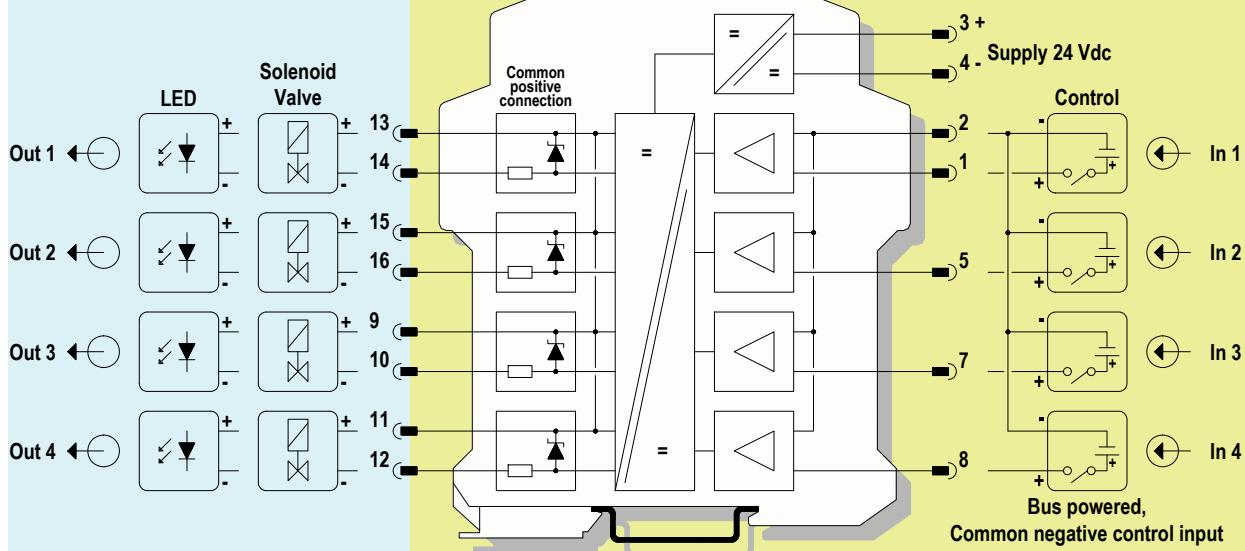 3 +
Supply 24 Vdc
4 -
=
=
Solenoid
Valve
LED
Common
positive
connection
Control
Out 1
+
-
+
-
13
14
=
2
1
-
+
+
In 1
Out 2
+
-
+
-
15
16
5
-
+
+
In 2
Out 3
+
-
+
-
9
10
7
-
+
+
In 3
Out 4
+
-
+
-
11
12
=
8
-
+
+
In 4
Bus powered,
Common negative control input